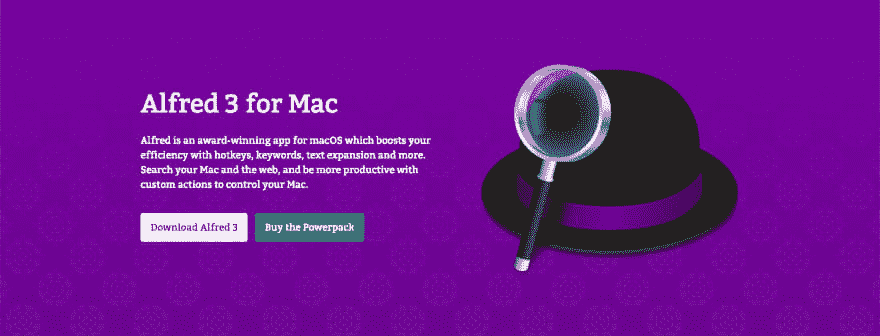 Alfred 3 for Mac
Alfred is an award-winning app for macOS which boosts your
efficiency with hotkeys, keywords, text expansion and more.
Search your Mac and the web, and be more productive with
custom actions to control your Mac.
Download Alfred 3
Buy the Powerpack